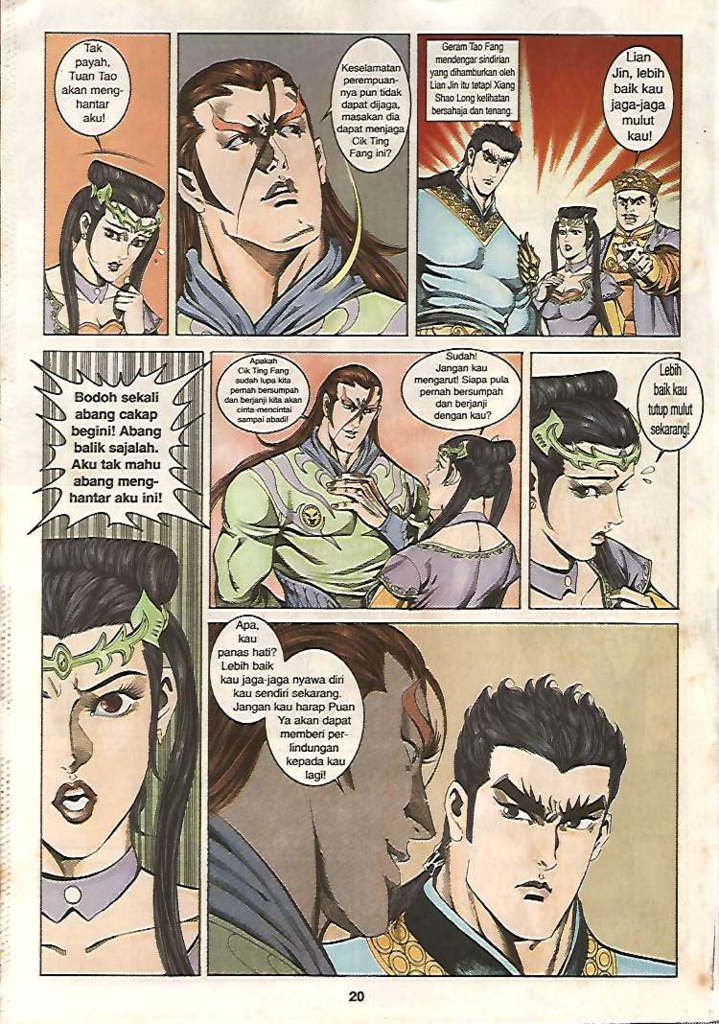 Tak
payah,
Tuan Tao
akan meng-
hantar
aku!
Keselamatan
perempuan-
nya pun tidak
dapat dijaga,
masakan dia
dapat menjaga
Cik Ting
Fang ini?
Geram Tao Fang
mendengar sindirian
yang dihamburkan oleh
Lian Jin itu tetapi Xiang
Shao Long kelihatan
bersahaja dan tenang.
Lian
Jin, lebih
baik kau
jaga-jaga
mulut
kau!
Bodoh sekali
abang cakap
begini! Abang
balik sajalah.
Aku tak mahu
abang meng-
hantar aku ini!
Apakah
Cik Ting Fang
sudah lupa kita
pernah bersumpah
dan berjanji akan
cinta-mencintai
sampai abadi?
Sudah!
Jangan kau
mengarut! Siapa pula
pernah bersumpah
dan berjanji
dengan kau?
Lebih
baik kau
tutup mulut
sekarang!
Apa,
kau
panas hati?
Lebih baik
kau jaga-jaga nyawa diri
kau sendiri sekarang.
Jangan kau harap Puan
Ya akan dapat
memberi per-
lindungan
kepada kau
lagi!
20